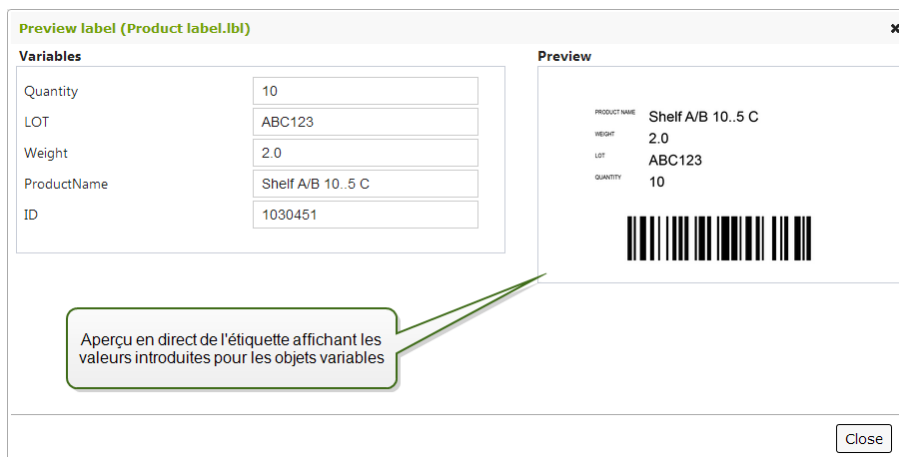 Preview label (Product label.lbl)
Variables
Quantity 10
LOT ABC123
Weight 2.0
ProductName Shelf A/B 10..5 C
ID 1030451
Preview
PRODUCT NAME Shelf A/B 10..5 C
WEIGHT 2.0
LOT ABC123
QUANTITY 10
Aperçu en direct de l'étiquette affichant les
valeurs introduites pour les objets variables
Close